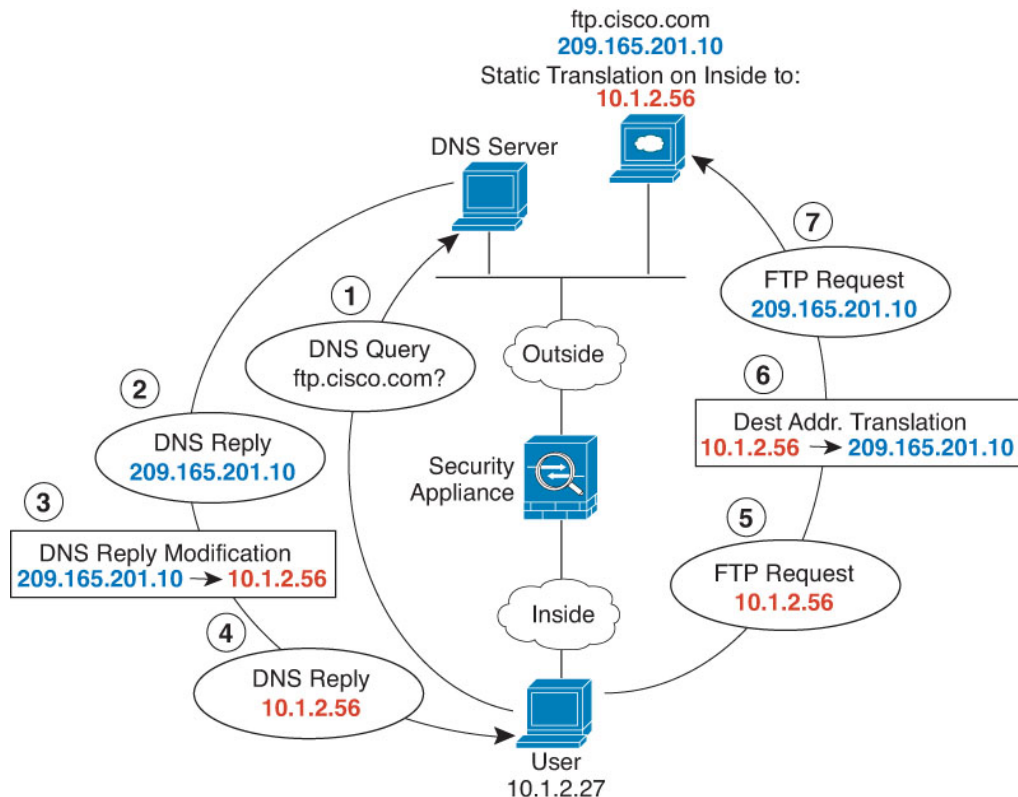 ftp.cisco.com
209.165.201.10
Static Translation on Inside to:
10.1.2.56
DNS Server
7
FTP Request
209.165.201.10
1
DNS Query
ftp.cisco.com?
Outside
2
DNS Reply
209.165.201.10
6
Dest Addr. Translation
10.1.2.56 → 209.165.201.10
Security
Appliance
3
DNS Reply Modification
209.165.201.10 → 10.1.2.56
5
FTP Request
10.1.2.56
Inside
4
DNS Reply
10.1.2.56
User
10.1.2.27